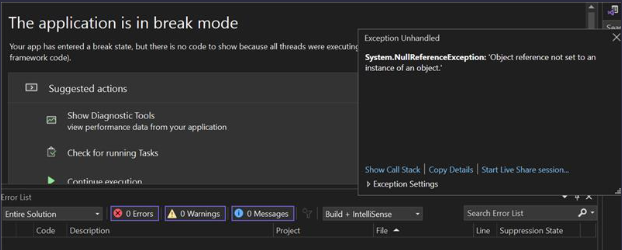 The application is in break mode
Your app has entered a break state, but there is no code to show because all threads were executing
framework code).
Suggested actions
Show Diagnostic Tools
view performance data from your application
Check for running Tasks
Continue execution
Exception Unhandled
System.NullReferenceException: 'Object reference not set to an
instance of an object.'
Show Call Stack | Copy Details | Start Live Share session...
Exception Settings
Error List
Entire Solution
0 Errors
0 Warnings
0 Messages
Build + IntelliSense
Search Error List
Code Description Project File Line Suppression State